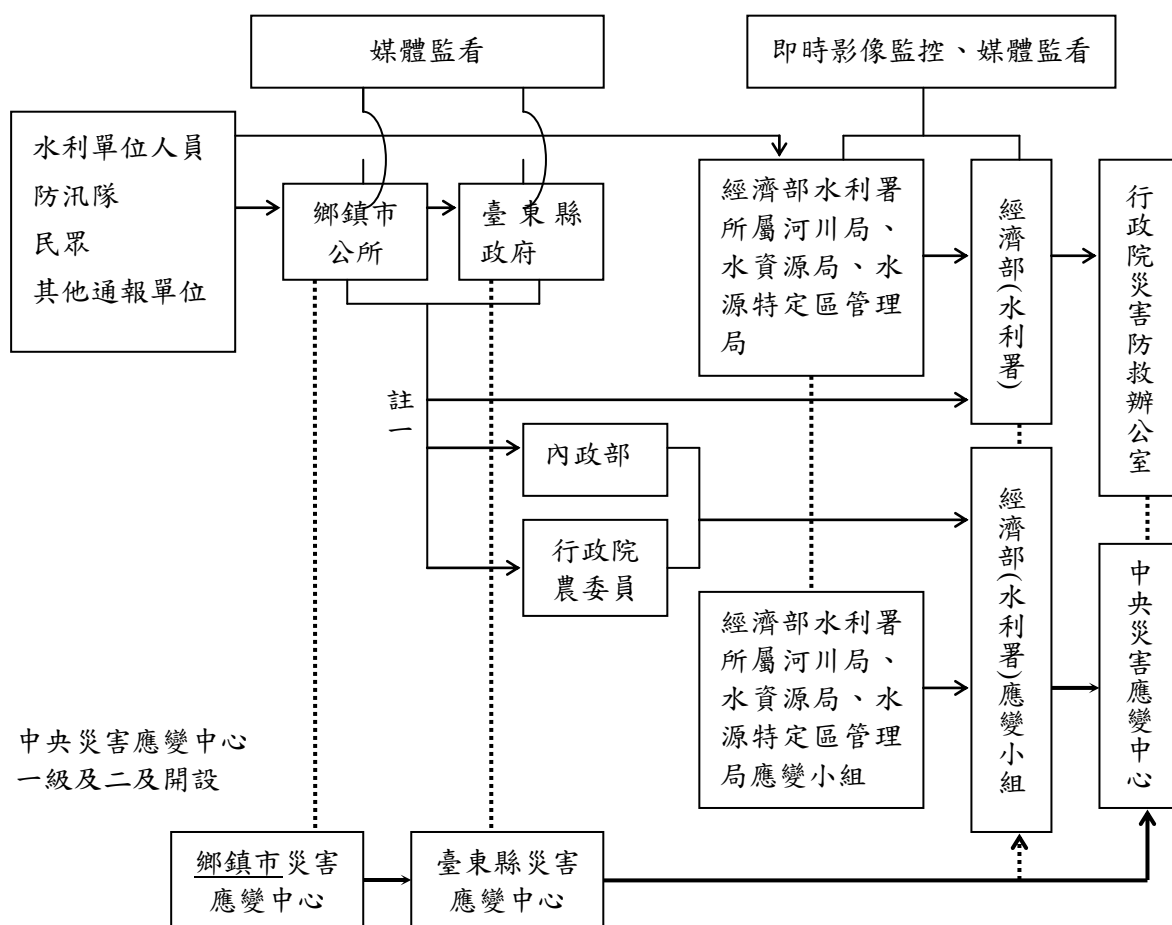 媒體監看
即時影像監控、媒體監看
水利單位人員
防汛隊
民眾
其他通報單位
鄉鎮市
公所
臺東縣
政府
經濟部水利署
所屬河川局、
水資源局、水
源特定區管理
局
經濟部(水利署)
行政院災害防救辦公室
註一
內政部
行政院
農委員
經濟部水利署
所屬河川局、
水資源局、水
源特定區管理
局應變小組
經濟部(水利署)應變小組
中央災害應變中心
中央災害應變中心
一級及二及開設
鄉鎮市災害
應變中心
臺東縣災害
應變中心